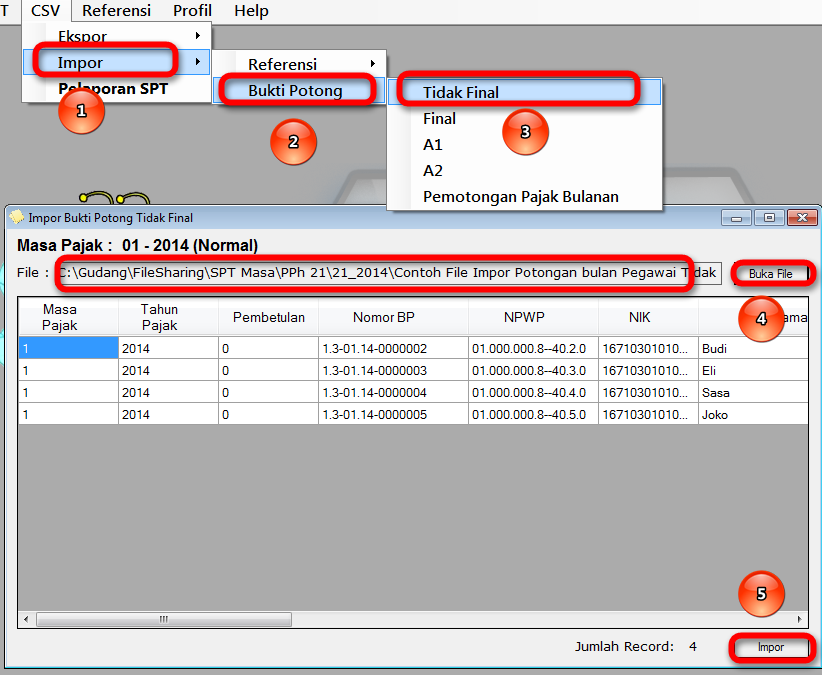 T CSV Referensi Profil Help
Ekspor
Impor
Pelaporan SPT
1
Referensi
Bukti Potong
2
Tidak Final
Final
A1
A2
Pemotongan Pajak Bulanan
3
Impor Bukti Potong Tidak Final
Masa Pajak : 01 - 2014 (Normal)
File : C:\Gudang\FileSharing\SPT Masa\PPh 21\21_2014\Contoh File Impor Potongan bulan Pegawai Tidak Buka File
4
Masa Pajak Tahun Pajak Pembetulan Nomor BP NPWP NIK ama
1 2014 0 1.3-01.14-0000002 01.000.000.8--40.2.0 16710301010... Budi
1 2014 0 1.3-01.14-0000003 01.000.000.8--40.3.0 16710301010... Eli
1 2014 0 1.3-01.14-0000004 01.000.000.8--40.4.0 16710301010... Sasa
1 2014 0 1.3-01.14-0000005 01.000.000.8--40.5.0 16710301010... Joko
5
Jumlah Record: 4 Impor